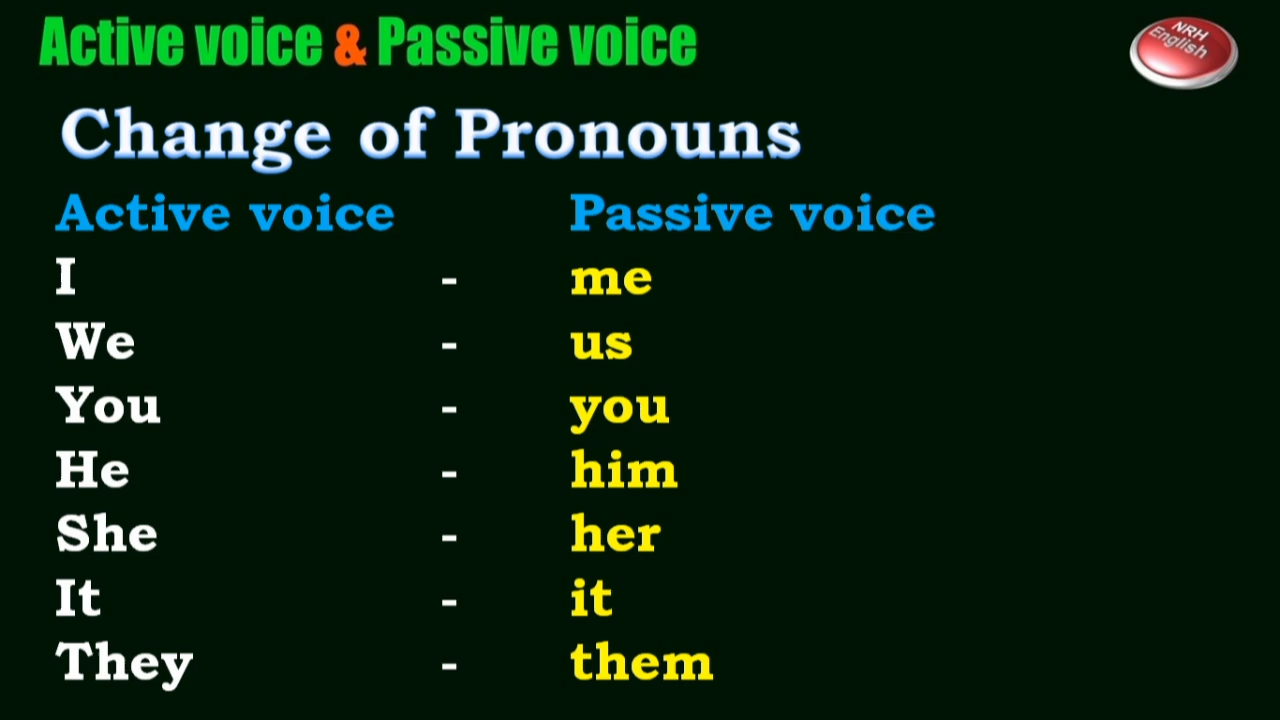 Active voice & Passive voice
NRH
English
Change of Pronouns
Active voice Passive voice
I - me
We - us
You - you
He - him
She - her
It - it
They - them